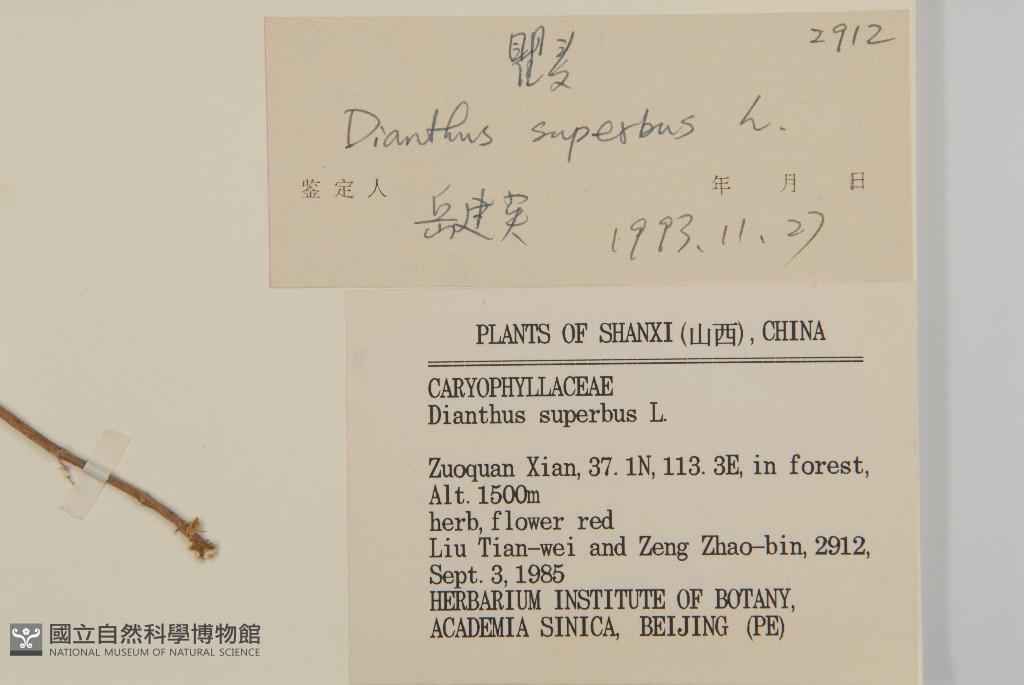 2912
瞿麦
Dianthus superbus L.
鉴定人 年 月 日
岳建英 1993.11.27
PLANTS OF SHANXI(山西), CHINA
CARYOPHYLLACEAE
Dianthus superbus L.
Zuoquan Xian, 37. 1N, 113. 3E, in forest,
Alt. 1500m
herb, flower red
Liu Tian-wei and Zeng Zhao-bin, 2912,
Sept. 3, 1985
HERBARIUM INSTITUTE OF BOTANY,
ACADEMIA SINICA, BEIJING (PE)
國立自然科學博物館
NATIONAL MUSEUM OF NATURAL SCIENCE